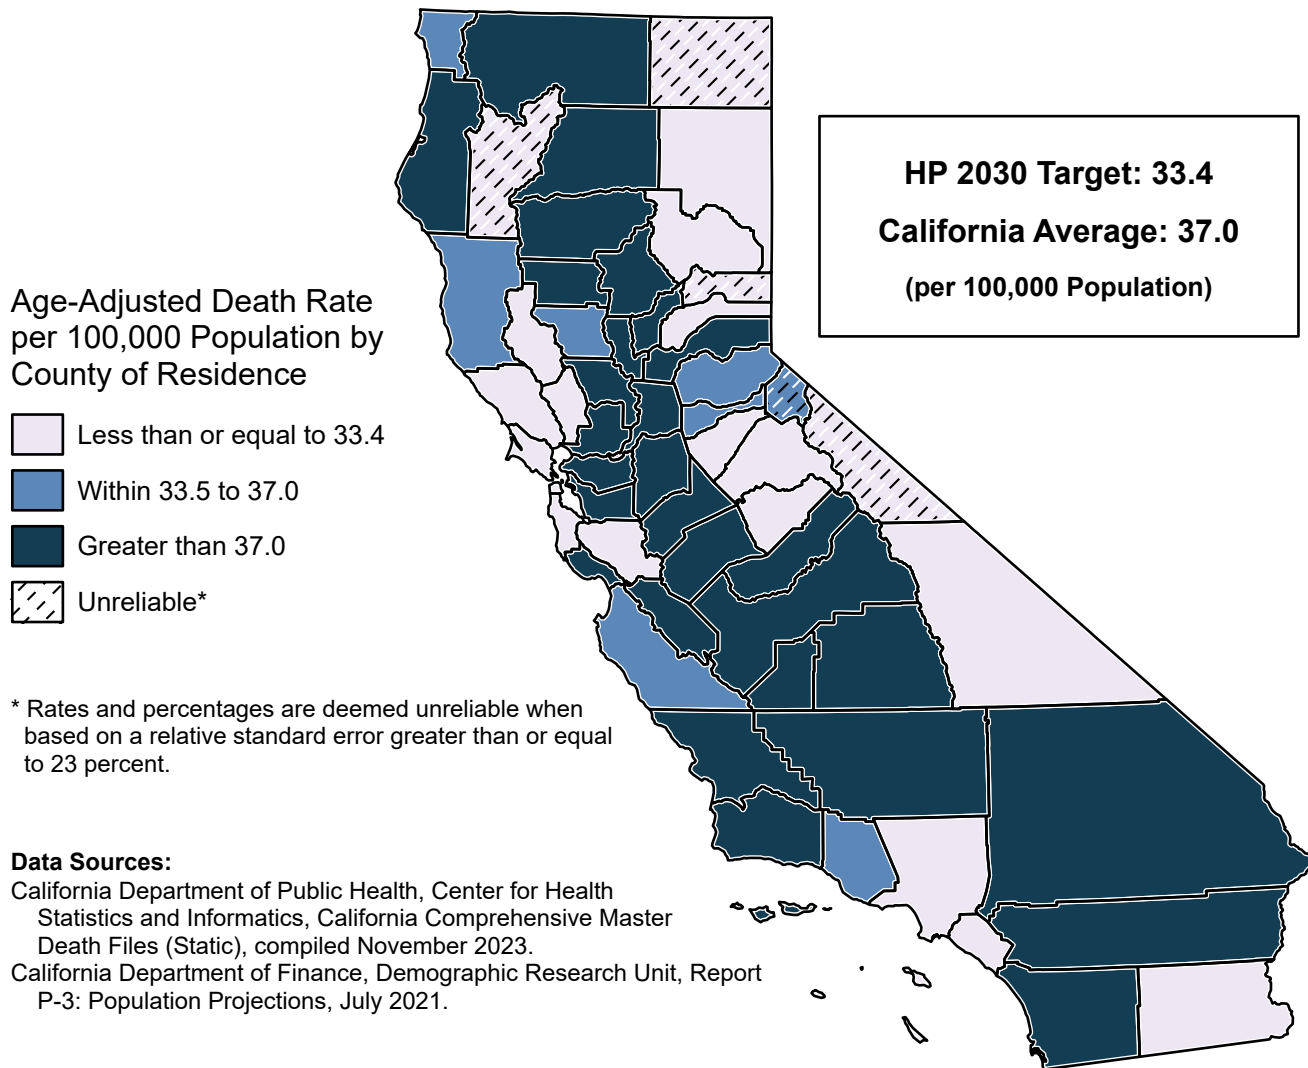 HP 2030 Target: 33.4
California Average: 37.0
(per 100,000 Population)
Age-Adjusted Death Rate
per 100,000 Population by
County of Residence
Less than or equal to 33.4
Within 33.5 to 37.0
Greater than 37.0
Unreliable*
* Rates and percentages are deemed unreliable when
based on a relative standard error greater than or equal
to 23 percent.
Data Sources:
California Department of Public Health, Center for Health
Statistics and Informatics, California Comprehensive Master
Death Files (Static), compiled November 2023.
California Department of Finance, Demographic Research Unit, Report
P-3: Population Projections, July 2021.